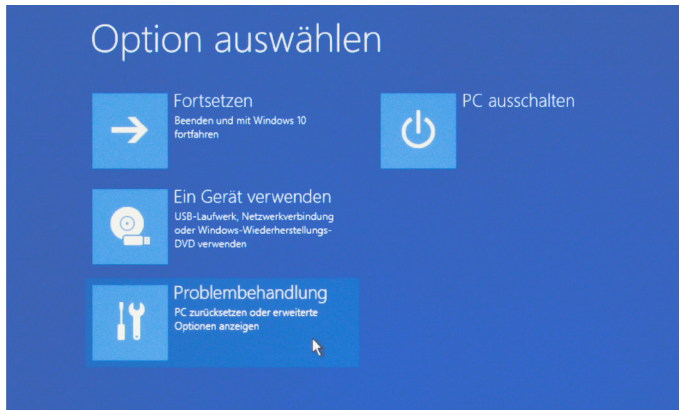 Option auswählen
Fortsetzen
Beenden und mit Windows 10
fortfahren
PC ausschalten
Ein Gerät verwenden
USB-Laufwerk, Netzwerkverbindung
oder Windows-Wiederherstellungs-
DVD verwenden
Problembehandlung
PC zurücksetzen oder erweiterte
Optionen anzeigen